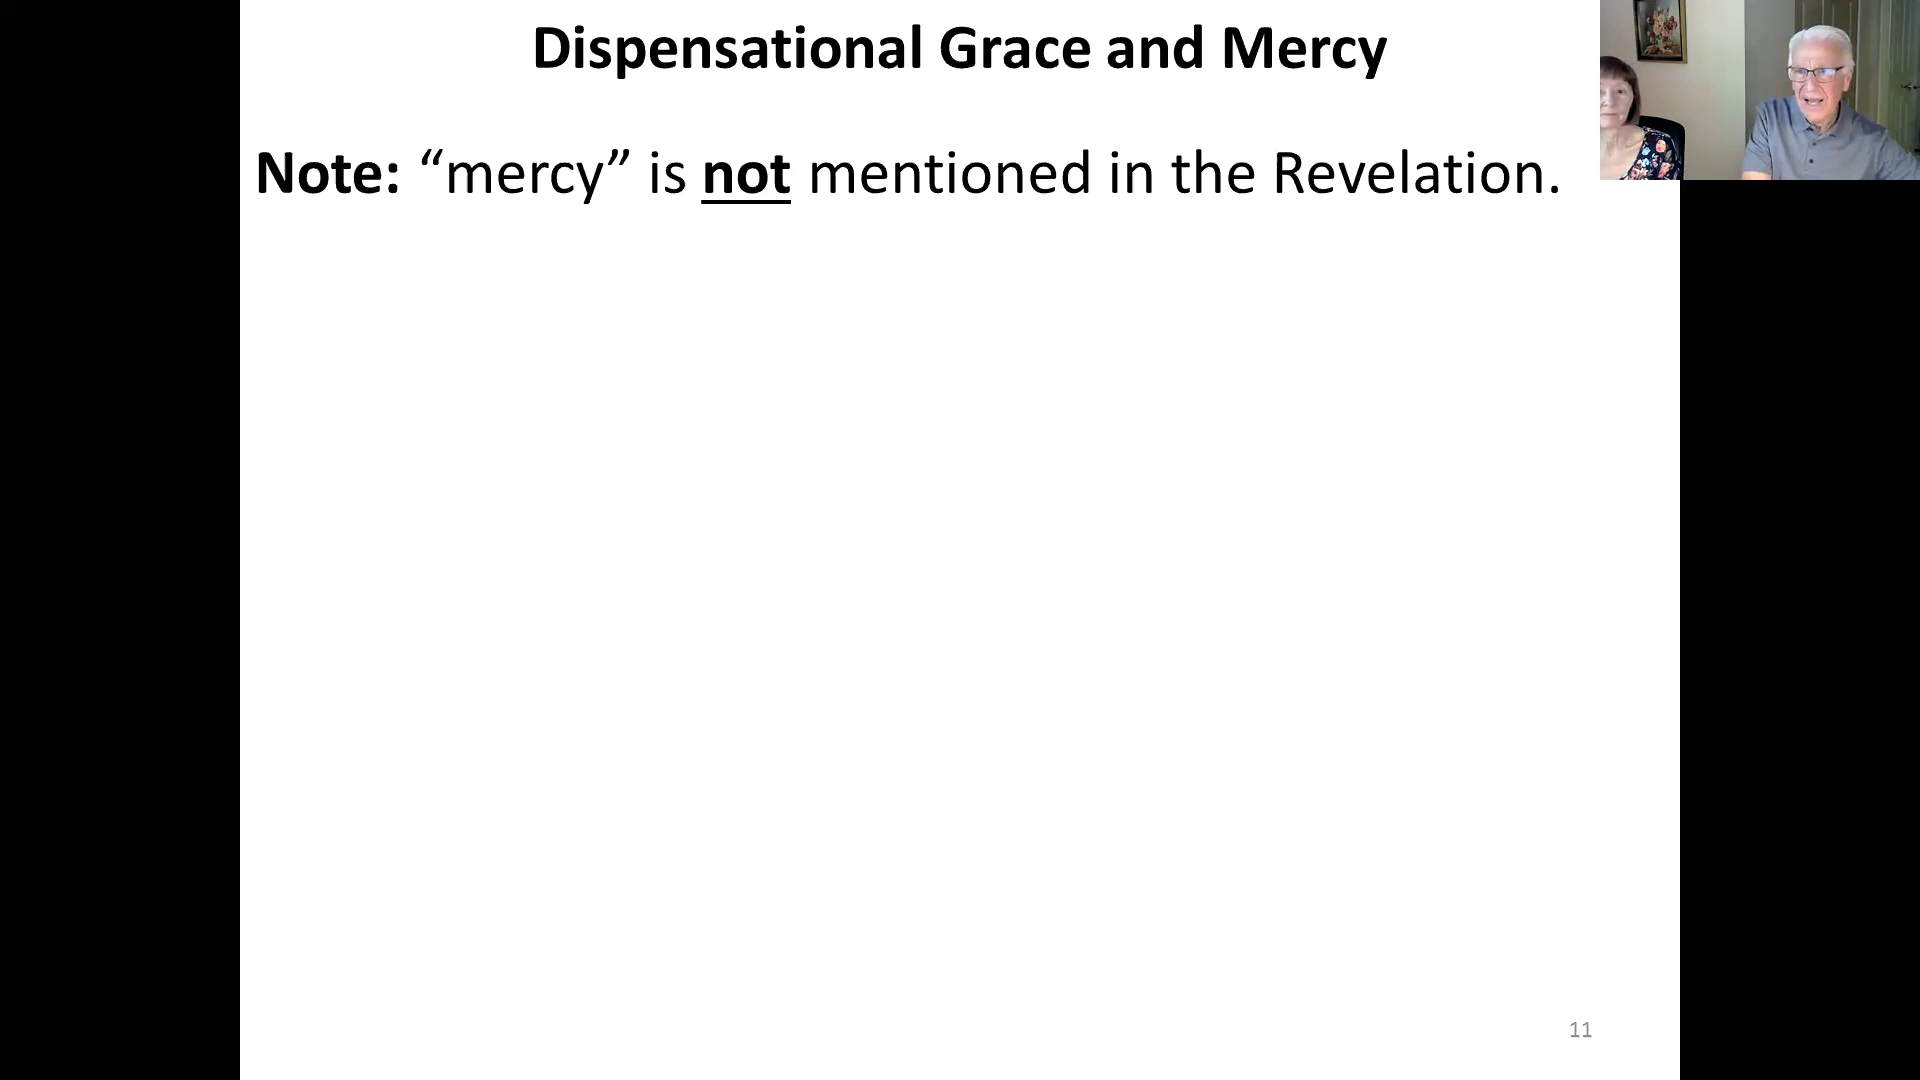 Dispensational Grace and Mercy
Note: “mercy” is not mentioned in the Revelation.
11